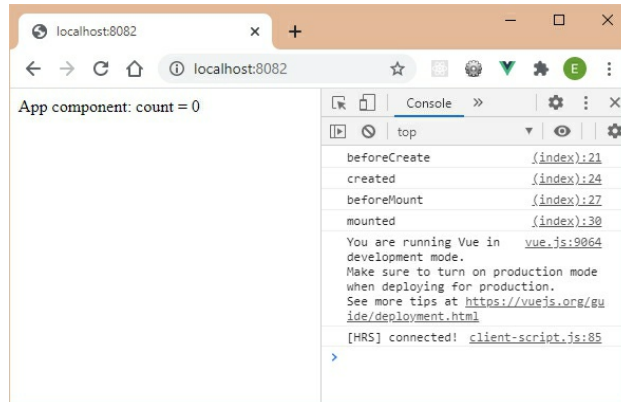 localhost:8082
localhost:8082
E
App component: count = 0
Console
top
beforeCreate (index):21
created (index):24
beforeMount (index):27
mounted (index):30
You are running Vue in vue.js:9064
development mode.
Make sure to turn on production mode
when deploying for production.
See more tips at https://vuejs.org/gu
ide/deployment.html
[HRS] connected! client-script.js:85